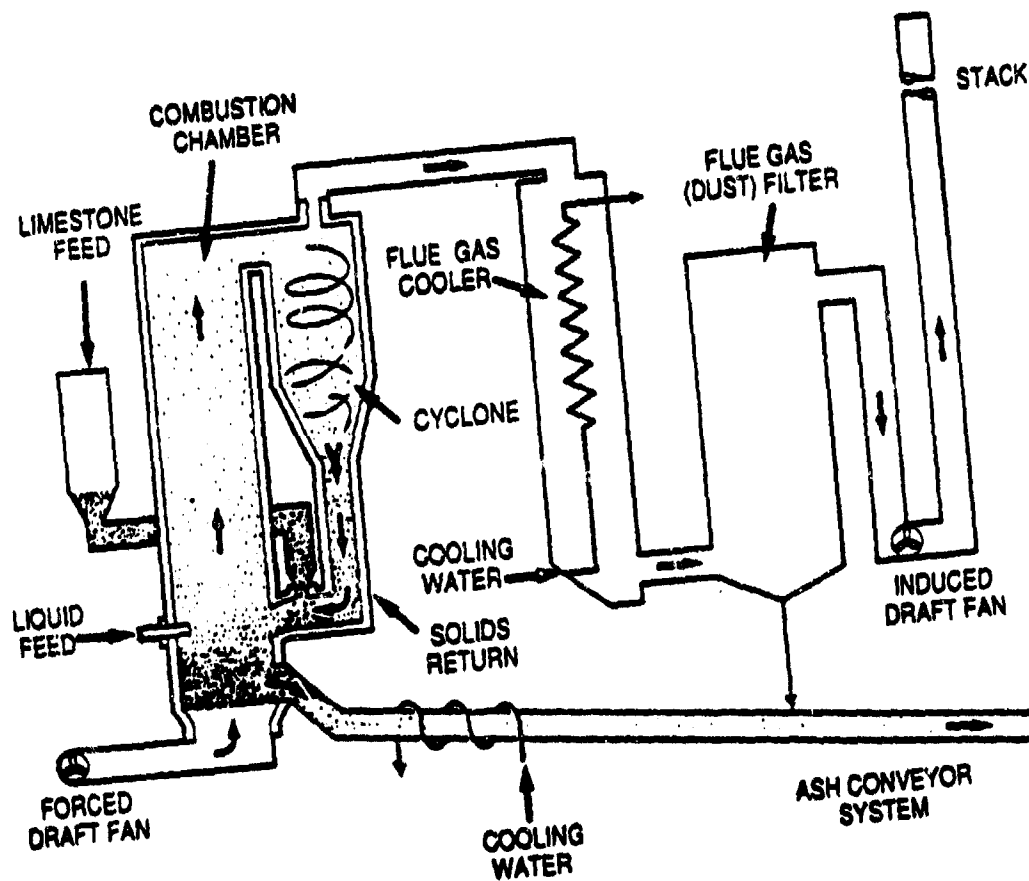 STACK
COMBUSTION
CHAMBER
FLUE GAS
(DUST) FILTER
LIMESTONE
FEED
FLUE GAS
COOLER
CYCLONE
COOLING
WATER
INDUCED
DRAFT FAN
LIQUID
FEED
SOLIDS
RETURN
FORCED
DRAFT FAN
ASH CONVEYOR
SYSTEM
COOLING
WATER